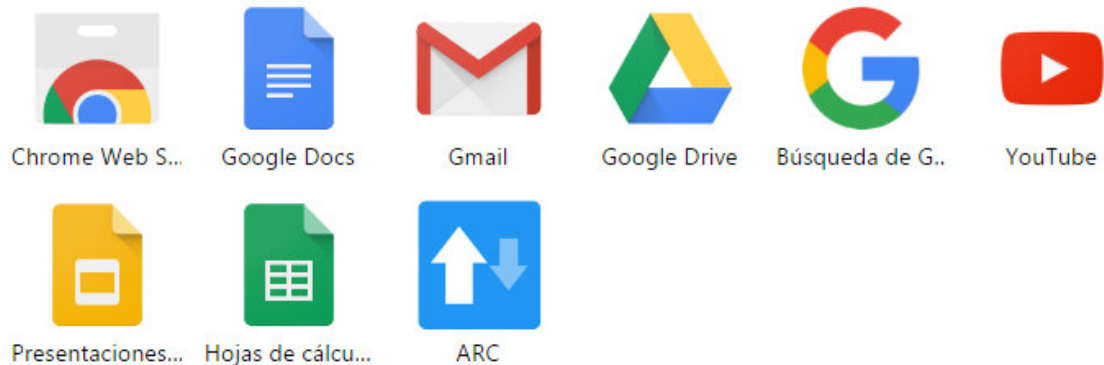 Chrome Web S...
Google Docs
Gmail
Google Drive
Búsqueda de G..
YouTube
Presentaciones...
Hojas de cálcu...
ARC